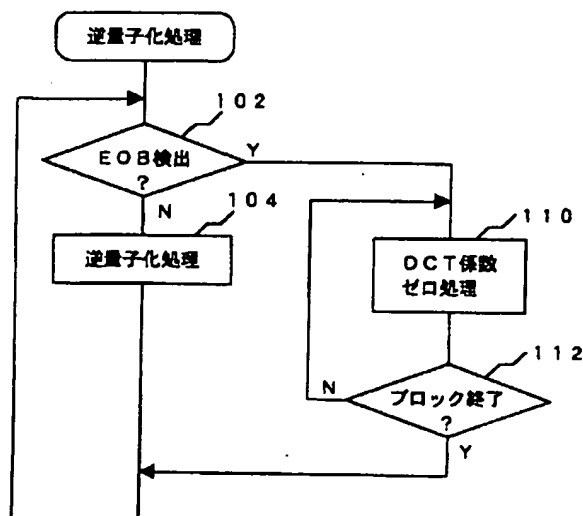 逆量子化処理
102
EOB検出
?
Y
N
104
逆量子化処理
110
DCT係数
ゼロ処理
112
N
ブロック終了
?
Y